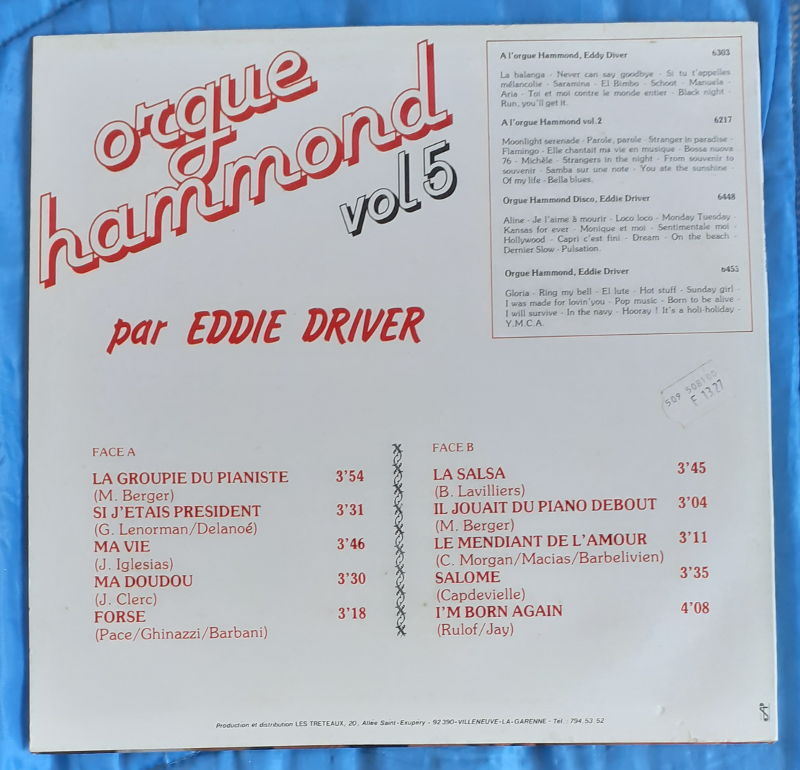 orgue
hammond
vol 5
par EDDIE DRIVER
A l'orgue Hammond, Eddy Diver 6303
La balanga - Never can say goodbye - Si tu t'appelles
mélancolie - Saramina - El Bimbo - Schoot - Manuela -
Aria - Toi et moi contre le monde entier - Black night -
Run, you'll get it.
A l'orgue Hammond vol. 2 6217
Moonlight serenade - Parole, parole - Stranger in paradise -
Flamingo - Elle chantait ma vie en musique - Bossa nuova
76 - Michèle - Strangers in the night - From souvenir to
souvenir - Samba sur une note - You ate the sunshine -
Of my life - Bella blues.
Orgue Hammond Disco, Eddie Driver 6448
Aline - Je l'aime à mourir - Loco loco - Monday Tuesday -
Kansas for ever - Monique et moi - Sentimentale moi -
Hollywood - Capri c'est fini - Dream - On the beach -
Dernier Slow - Pulsation.
Orgue Hammond, Eddie Driver 6455
Gloria - Ring my bell - El lute - Hot stuff - Sunday girl -
I was made for lovin'you - Pop music - Born to be alive -
I will survive - In the navy - Hooray ! It's a holi-holiday -
Y.M.C.A.
509 508100
F 13.27
FACE A
LA GROUPIE DU PIANISTE 3'54
(M. Berger)
SI J'ETAIS PRESIDENT 3'31
(G. Lenorman/Delanoé)
MA VIE 3'46
(J. Iglesias)
MA DOUDOU 3'30
(J. Clerc)
FORSE 3'18
(Pace/Ghinazzi/Barbani)
FACE B
LA SALSA 3'45
(B. Lavilliers)
IL JOUAIT DU PIANO DEBOUT 3'04
(M. Berger)
LE MENDIANT DE L'AMOUR 3'11
(C. Morgan/Macias/Barbelivien)
SALOME 3'35
(Capdevielle)
I'M BORN AGAIN 4'08
(Rulof/Jay)
Production et distribution LES TRETEAUX, 20, Allée Saint-Exupéry - 92390-VILLENEUVE-LA-GARENNE - Tél. : 794.53.52